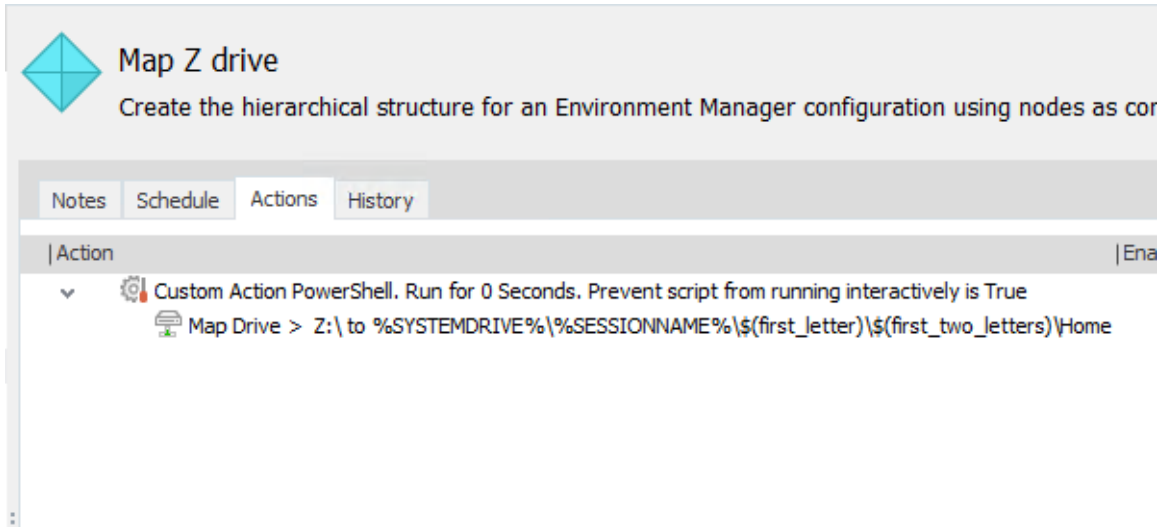 Map Z drive
Create the hierarchical structure for an Environment Manager configuration using nodes as
Notes Schedule Actions History
|Action |Ena
Custom Action PowerShell. Run for 0 Seconds. Prevent script from running interactively is True
Map Drive > Z:\ to %SYSTEMDRIVE%\%SESSIONNAME%\$(first_letter)\$(first_two_letters)\Home